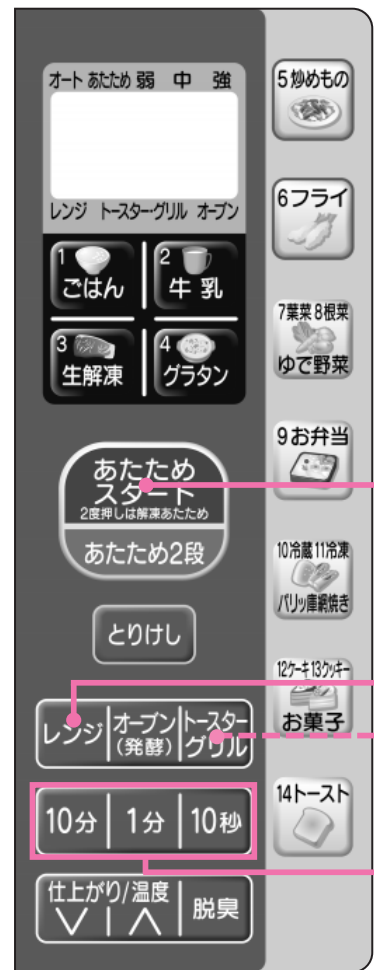 オート あたため 弱 中 強
レンジ トースター・グリル オーブン
1
ごはん
2
牛乳
3
生解凍
4
グラタン
あたため
スタート
2度押しは解凍あたため
あたため2段
とりけし
レンジ
オーブン
(発酵)
トースター
グリル
10分
1分
10秒
仕上がり/温度
脱臭
5炒めもの
6フライ
7葉菜8根菜
ゆで野菜
9お弁当
10冷蔵11冷凍
パリッ庫網焼き
12ケーキ13クッキー
お菓子
14トースト